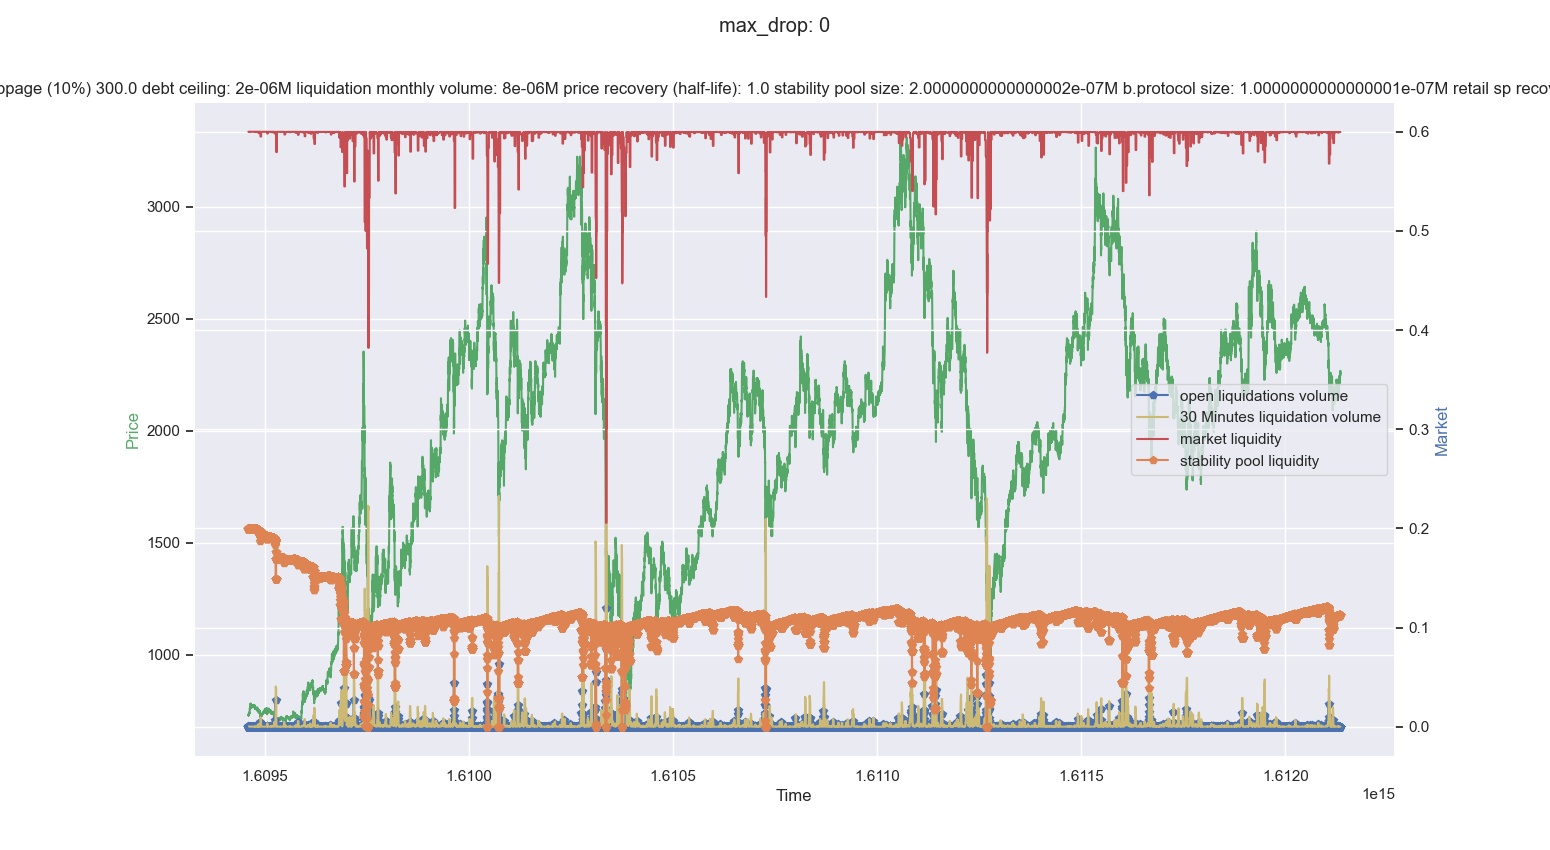 max_drop: 0
(10%) 300.0 debt ceiling: 2e-06M liquidation monthly volume: 8e-06M price recovery (half-life): 1.0 stability pool size: 2.0000000000000002e-07M b.protocol size: 1.0000000000000001e-07M retail sp
0.6
3000
0.5
2500
0.4
open liquidations volume
30 Minutes liquidation volume
market liquidity
stability pool liquidity
Price
2000
0.3
Market
0.2
1500
0.1
1000
0.0
1.6095
1.6100
1.6105
1.6110
1.6115
1.6120
Time
1e15